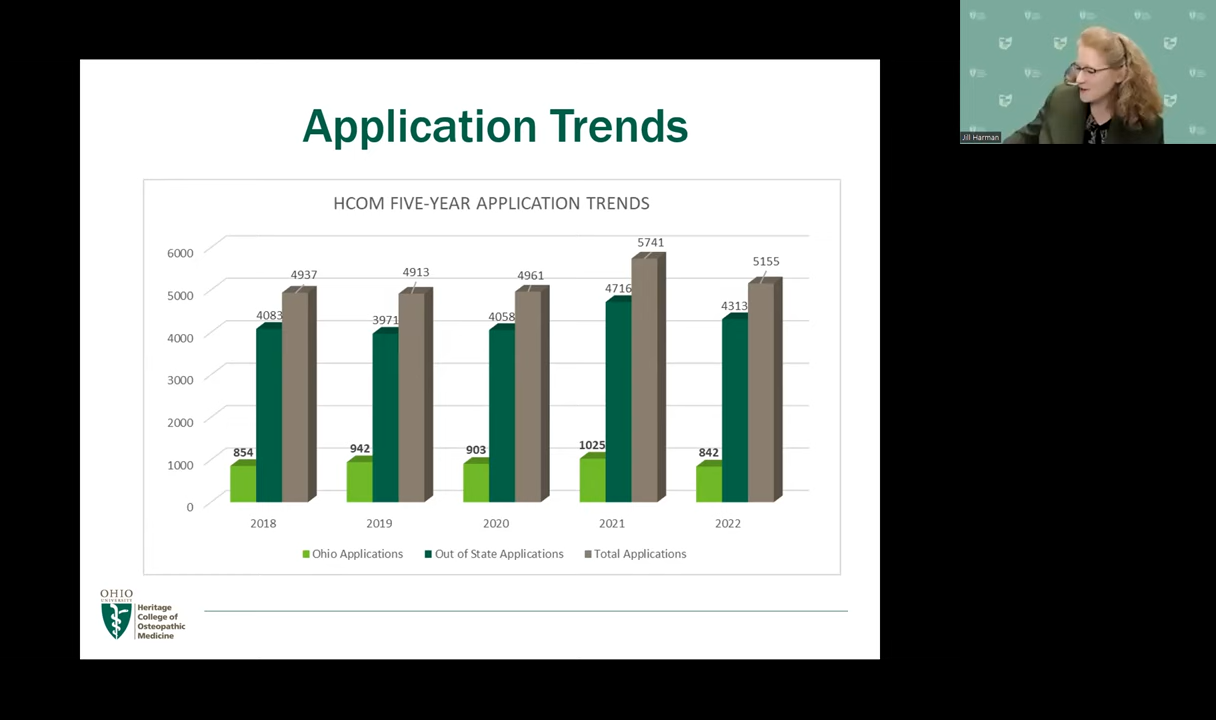 Application Trends
HCOM FIVE-YEAR APPLICATION TRENDS
6000
5000
4000
3000
2000
1000
0
854
4083
4937
942
3971
4913
903
4058
4961
1025
4716
5741
842
4313
5155
2018
2019
2020
2021
2022
Ohio Applications
Out of State Applications
Total Applications
OHIO
UNIVERSITY
Heritage
College of
Osteopathic
Medicine
Jill Harman